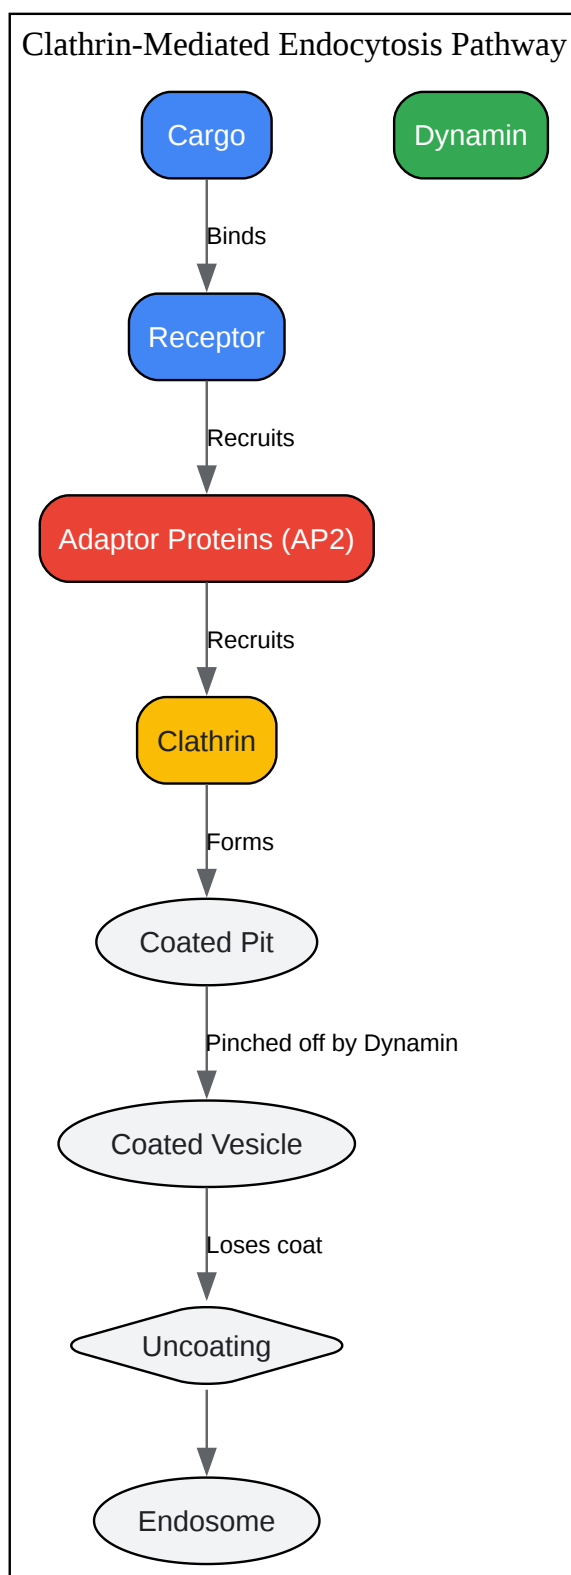 Clathrin-Mediated Endocytosis Pathway
Cargo
Dynamin
Binds
Receptor
Recruits
Adaptor Proteins (AP2)
Recruits
Clathrin
Forms
Coated Pit
Pinched off by Dynamin
Coated Vesicle
Loses coat
Uncoating
Endosome